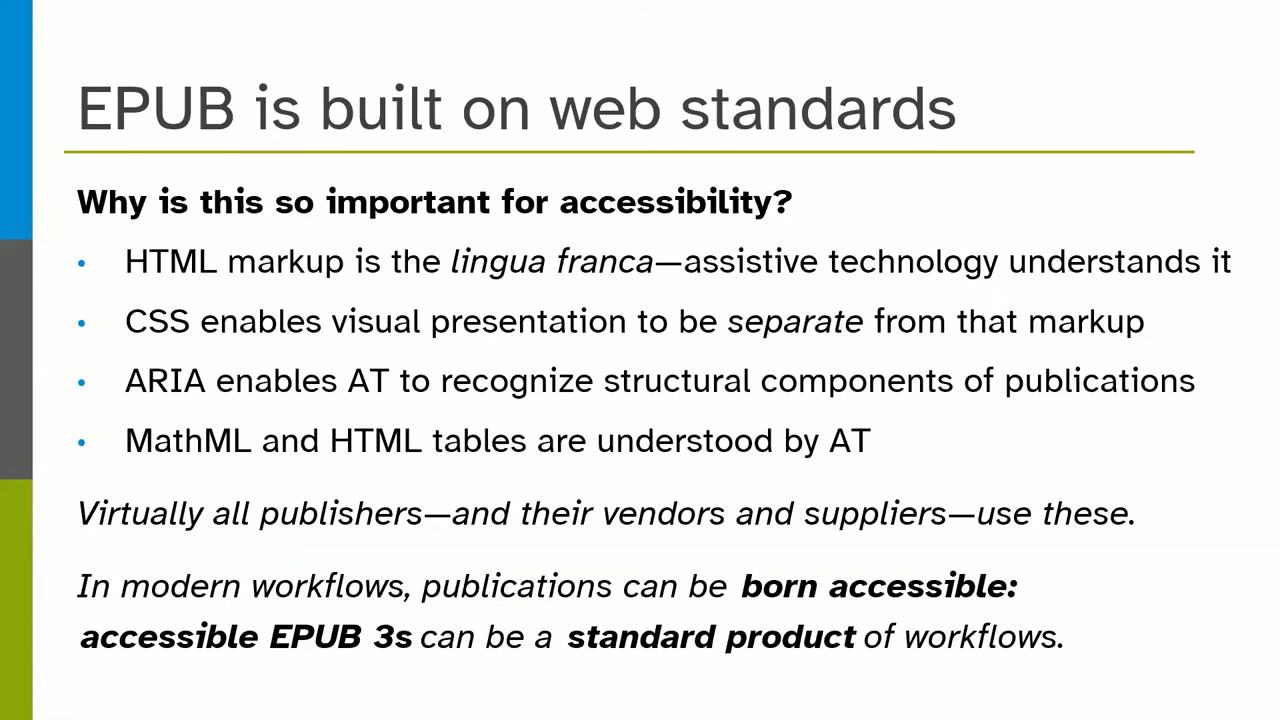 EPUB is built on web standards
Why is this so important for accessibility?
• HTML markup is the lingua franca—assistive technology understands it
• CSS enables visual presentation to be separate from that markup
• ARIA enables AT to recognize structural components of publications
• MathML and HTML tables are understood by AT
Virtually all publishers—and their vendors and suppliers—use these.
In modern workflows, publications can be born accessible:
accessible EPUB 3s can be a standard product of workflows.